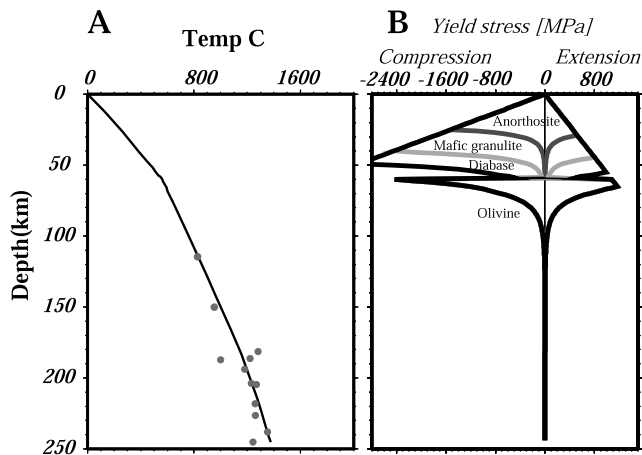 A
Temp C
0 800 1600
Depth(km)
0
50
100
150
200
250
B
Yield stress [MPa]
Compression Extension
-2400 -1600 -800 0 800
Anorthosite
Mafic granulite
Diabase
Olivine